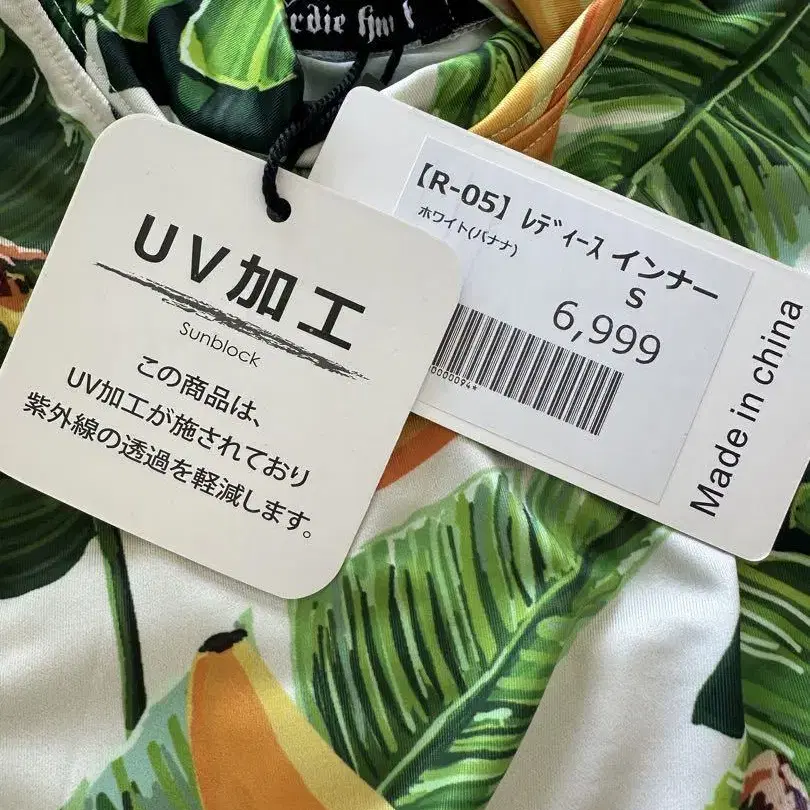 UV加工
Sunblock
この商品は、
UV加工が施されており
紫外線の透過を軽減します。
【R-05】ﾚﾃﾞｨｰｽ インナー
ホワイト(バナナ)
S
6,999
0000094*
Made in china